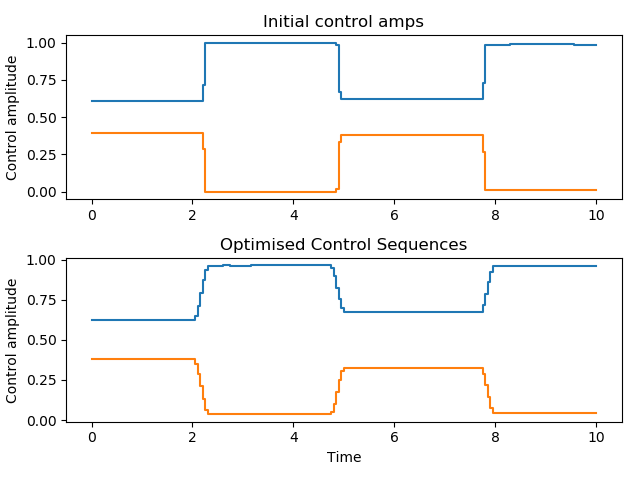 Initial control amps
Control amplitude
1.00
0.75
0.50
0.25
0.00
0 2 4 6 8 10
Optimised Control Sequences
Control amplitude
1.00
0.75
0.50
0.25
0.00
0 2 4 6 8 10
Time